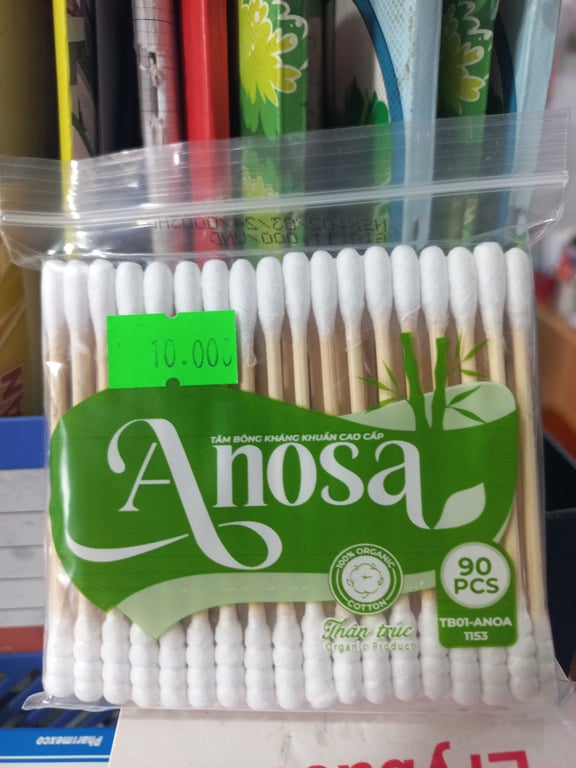 10.000
TĂM BÔNG KHÁNG KHUẨN CAO CẤP
Anosa
100% ORGANIC
COTTON
90
PCS
TB01-ANOA
1153
Thân trúc
Organic Product
Pharimexco